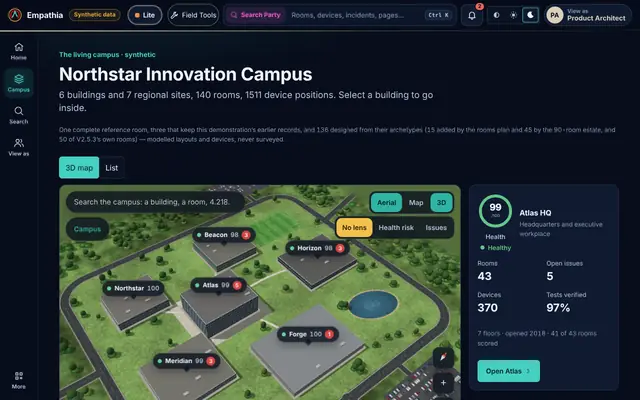 Empathia
Synthetic data
Lite
Field Tools
Search Party
Rooms, devices, incidents, pages...
Ctrl K
2
PA
View as
Product Architect
Home
Campus
Search
View as
More
The living campus · synthetic
Northstar Innovation Campus
6 buildings and 7 regional sites, 140 rooms, 1511 device positions. Select a building to go
inside.
One complete reference room, three that keep this demonstration's earlier records, and 136 designed from their archetypes (15 added by the rooms plan and 45 by the 90-room estate, and
50 of V2.5.3's own rooms) — modelled layouts and devices, never surveyed.
3D map
List
Search the campus: a building, a room, 4.218.
Aerial
Map
3D
Campus
No lens
Health risk
Issues
Beacon 98 3
Horizon 98 3
Northstar 100
Atlas 99 5
Forge 100 1
Meridian 99 3
+
99
/100
Health
Healthy
Atlas HQ
Headquarters and executive
workplace
Rooms
43
Open issues
5
Devices
370
Tests verified
97%
7 floors · opened 2018 · 41 of 43 rooms
scored
Open Atlas